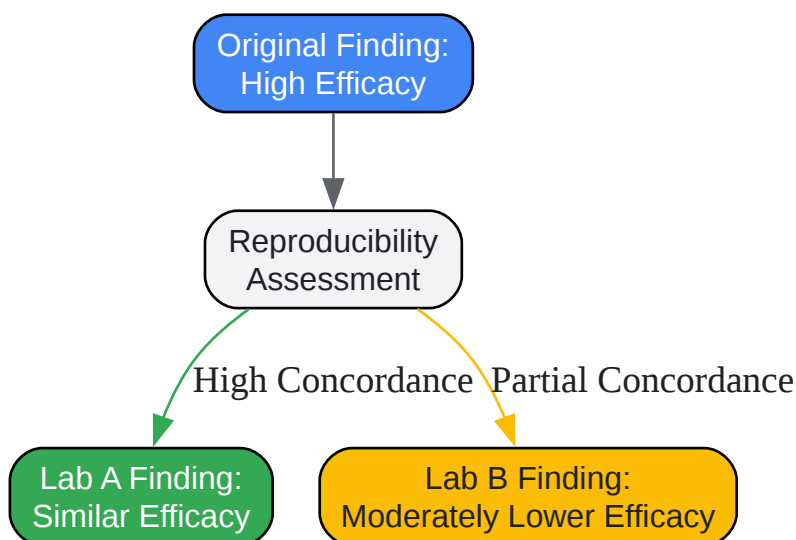 Original Finding:
High Efficacy
Reproducibility
Assessment
High Concordance
Partial Concordance
Lab A Finding:
Similar Efficacy
Lab B Finding:
Moderately Lower Efficacy